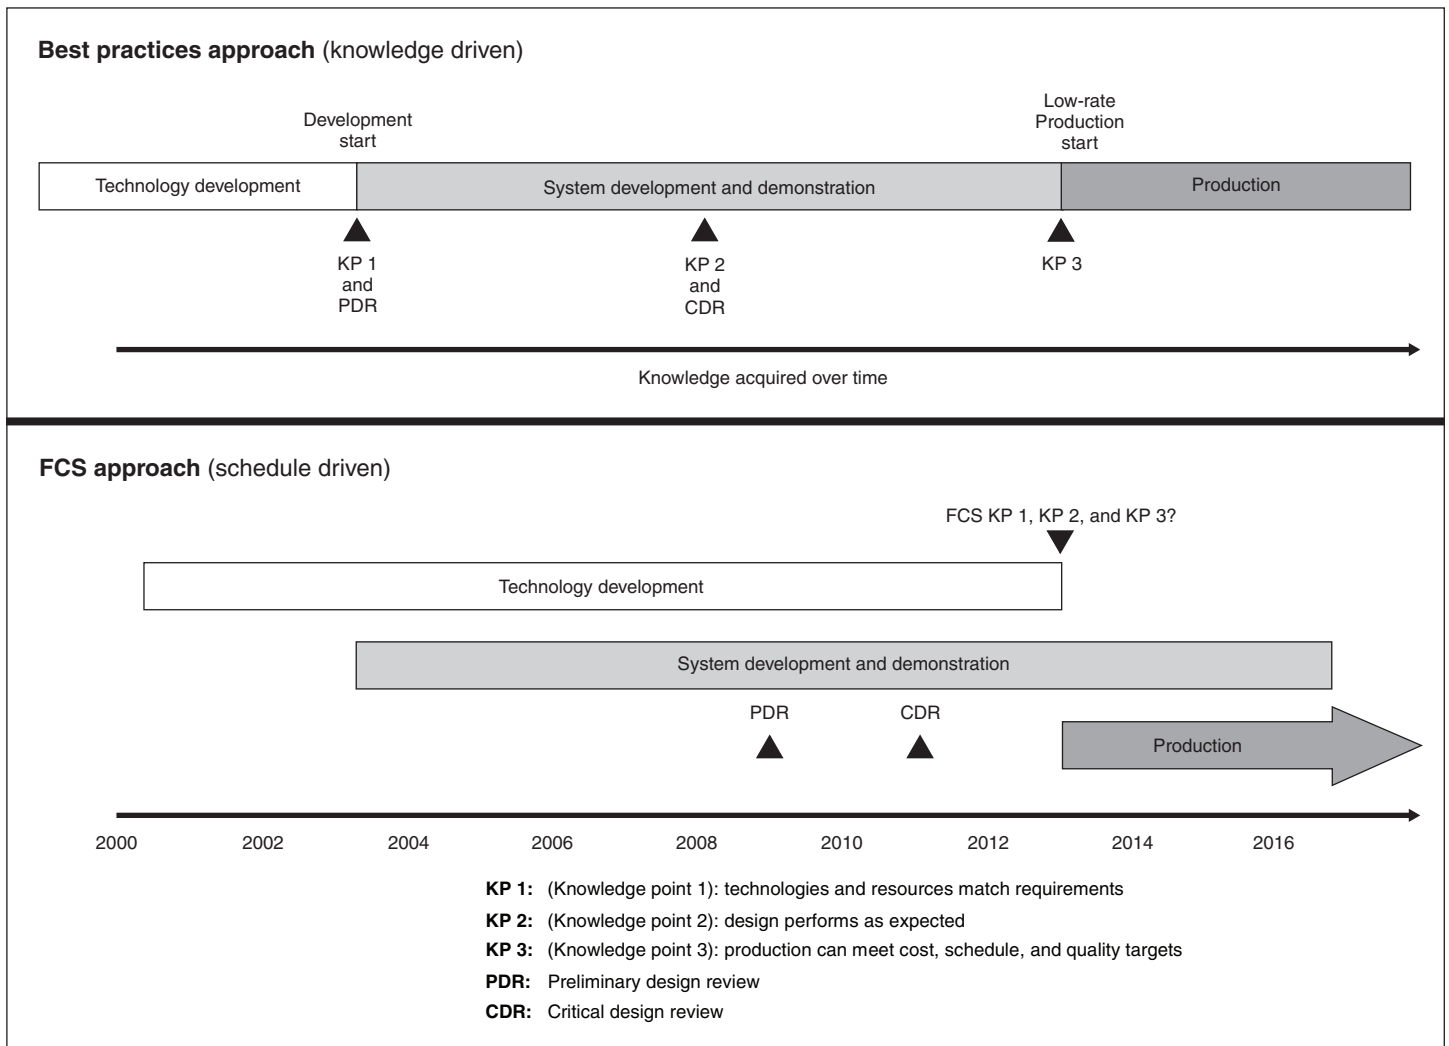 Best practices approach (knowledge driven)
Development
start
Low-rate
Production
start
Technology development
System development and demonstration
Production
KP 1
and
PDR
KP 2
and
CDR
KP 3
Knowledge acquired over time
FCS approach (schedule driven)
FCS KP 1, KP 2, and KP 3?
Technology development
System development and demonstration
PDR
CDR
Production
2000 2002 2004 2006 2008 2010 2012 2014 2016
KP 1: (Knowledge point 1): technologies and resources match requirements
KP 2: (Knowledge point 2): design performs as expected
KP 3: (Knowledge point 3): production can meet cost, schedule, and quality targets
PDR: Preliminary design review
CDR: Critical design review